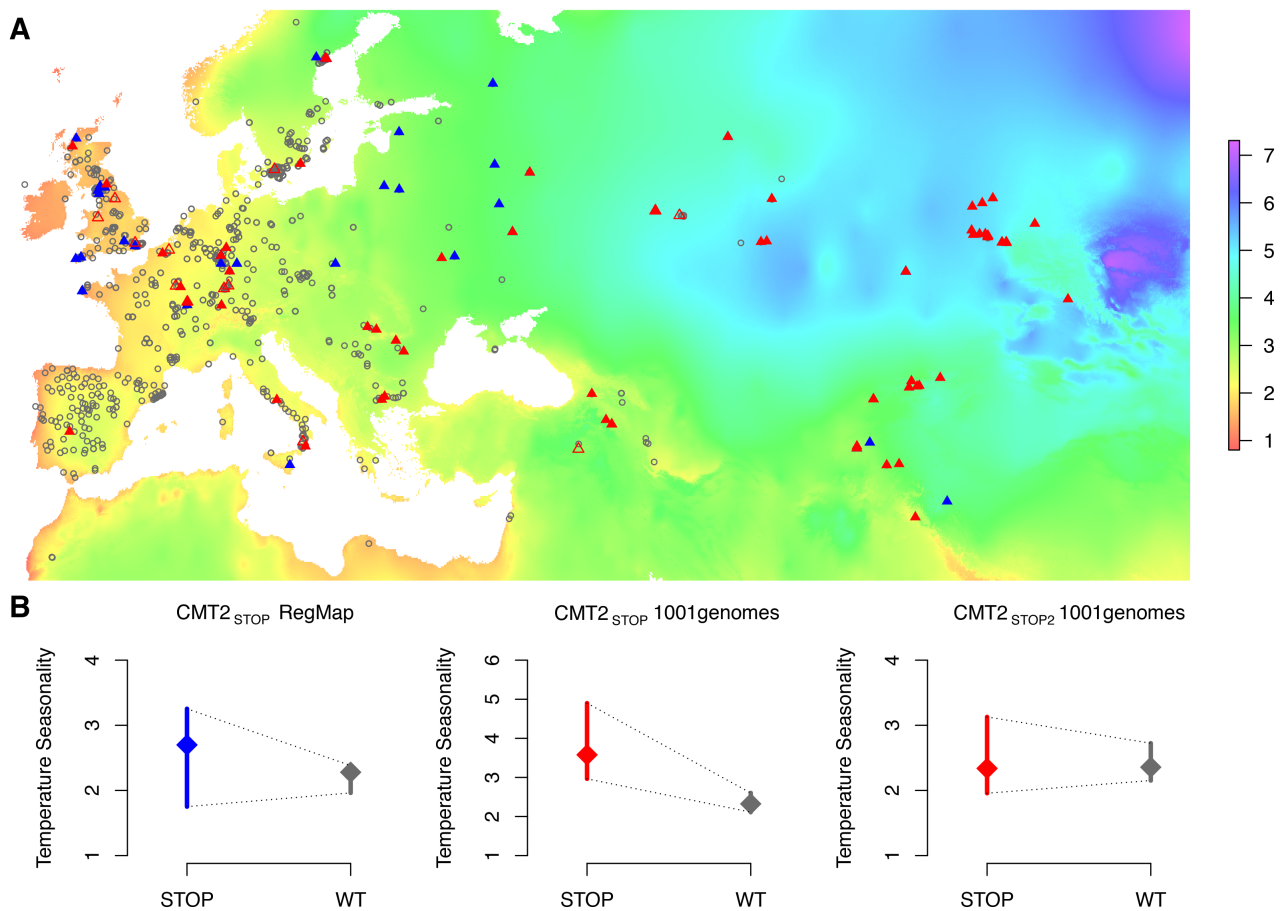 A
7
6
5
4
3
2
1
B
CMT2 STOP RegMap
Temperature Seasonality
4
3
2
1
STOP WT
CMT2 STOP 1001genomes
Temperature Seasonality
6
5
4
3
2
1
STOP WT
CMT2 STOP2 1001genomes
Temperature Seasonality
4
3
2
1
STOP WT